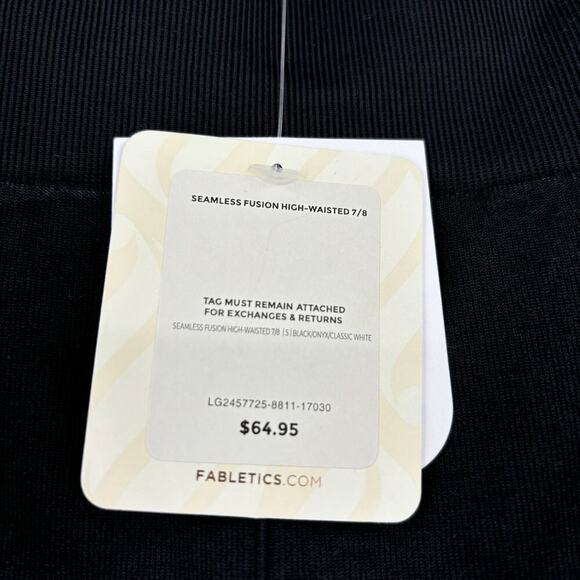 SEAMLESS FUSION HIGH-WAISTED 7/8
TAG MUST REMAIN ATTACHED
FOR EXCHANGES & RETURNS
SEAMLESS FUSION HIGH-WAISTED 7/8 | S | BLACK/ONYX/CLASSIC WHITE
LG2457725-8811-17030
$64.95
FABLETICS.COM